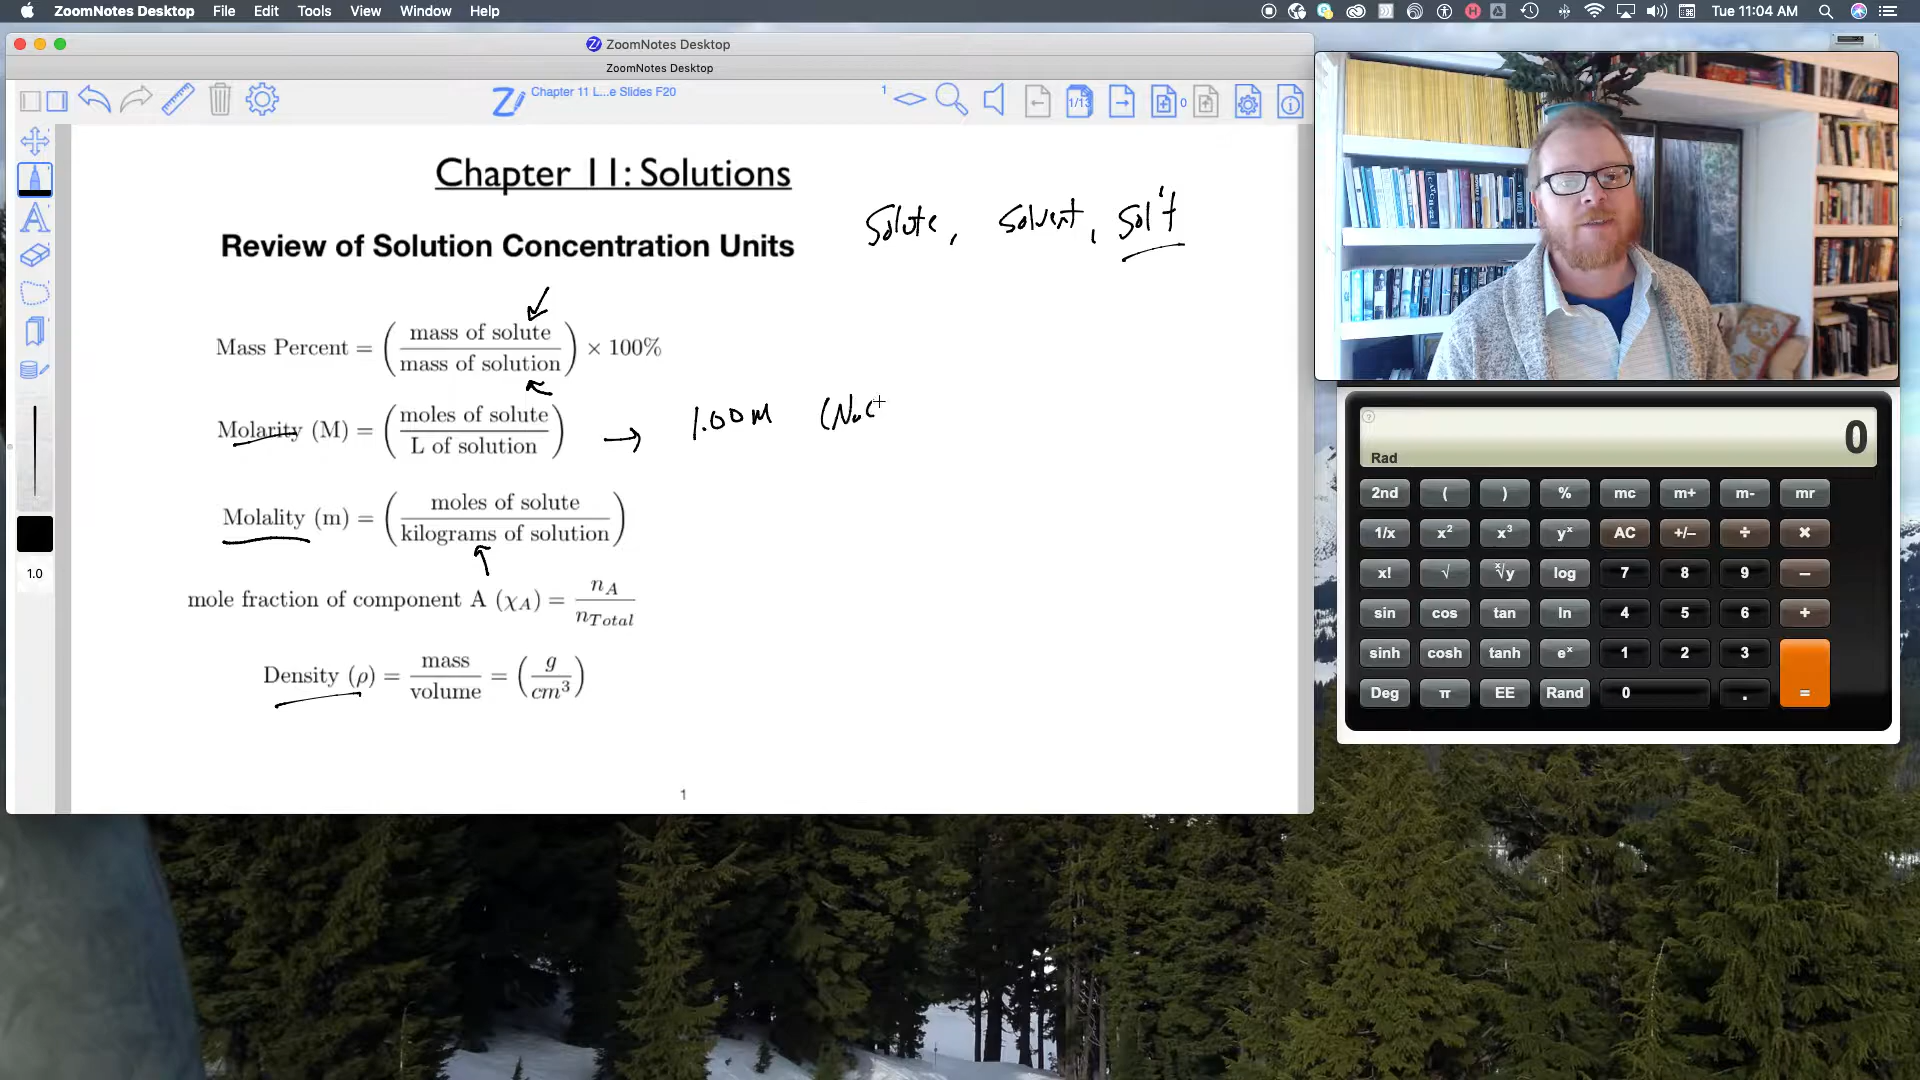 ZoomNotes Desktop File Edit Tools View Window Help Tue 11:04 AM
ZoomNotes Desktop
ZoomNotes Desktop
Chapter 11 L...e Slides F20
1
1/13
0
1.0
Chapter 11: Solutions
Solute, Solvent, Sol't
Review of Solution Concentration Units
Mass Percent = (mass of solute / mass of solution) × 100%
Molarity (M) = (moles of solute / L of solution) → 1.00 M (NaC
Molality (m) = (moles of solute / kilograms of solution)
mole fraction of component A (χA) = nA / nTotal
Density (ρ) = mass / volume = (g / cm³)
1
0
Rad
2nd ( ) % mc m+ m- mr
1/x x² x³ yˣ AC +/− ÷ ×
x! √ ˣ√y log 7 8 9 −
sin cos tan ln 4 5 6 +
sinh cosh tanh eˣ 1 2 3
Deg π EE Rand 0 . =